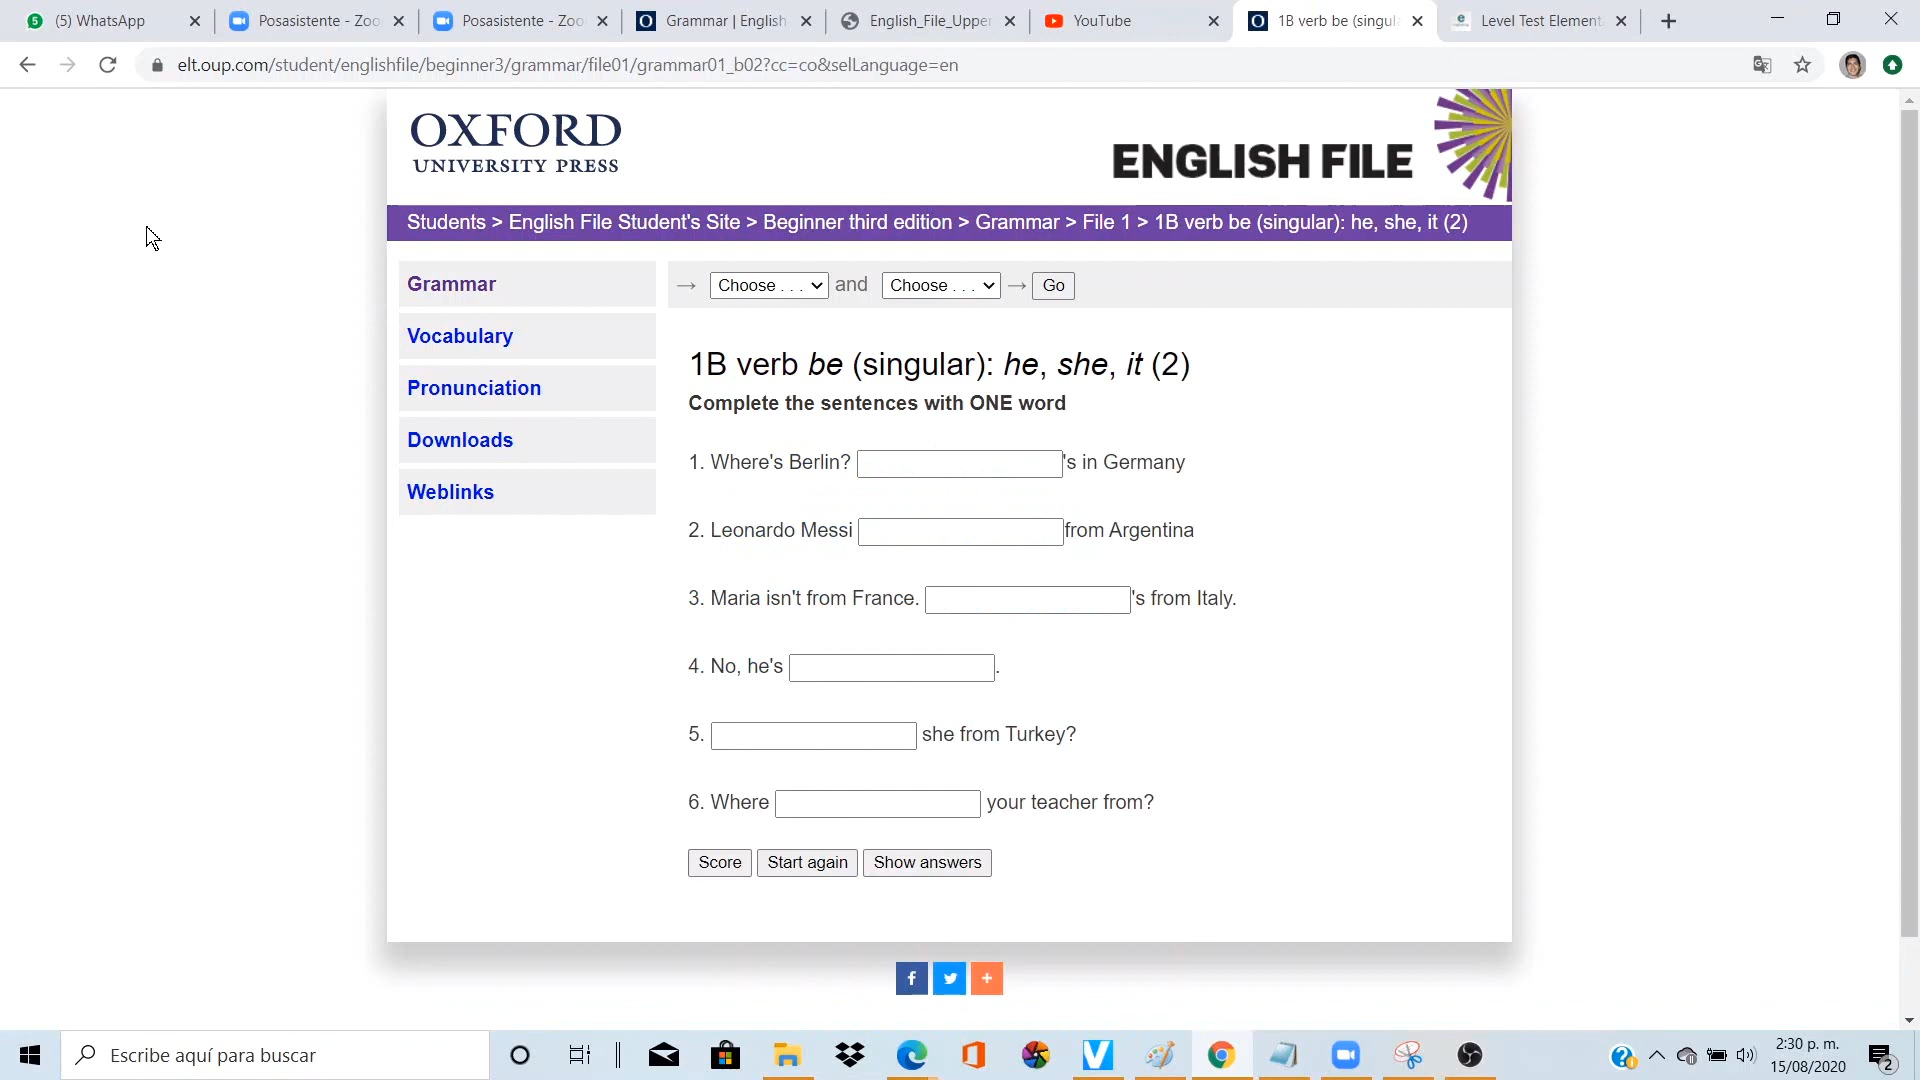 (5) WhatsApp
Posasistente - Zoo
Posasistente - Zoo
Grammar | English
English_File_Upper
YouTube
1B verb be (singul
Level Test Element
elt.oup.com/student/englishfile/beginner3/grammar/file01/grammar01_b02?cc=co&selLanguage=en
OXFORD
UNIVERSITY PRESS
ENGLISH FILE
Students > English File Student's Site > Beginner third edition > Grammar > File 1 > 1B verb be (singular): he, she, it (2)
Grammar
Vocabulary
Pronunciation
Downloads
Weblinks
→ Choose . . . and Choose . . . → Go
1B verb be (singular): he, she, it (2)
Complete the sentences with ONE word
1. Where's Berlin? 's in Germany
2. Leonardo Messi from Argentina
3. Maria isn't from France. 's from Italy.
4. No, he's .
5. she from Turkey?
6. Where your teacher from?
Score Start again Show answers
Escribe aquí para buscar
2:30 p. m.
15/08/2020
2